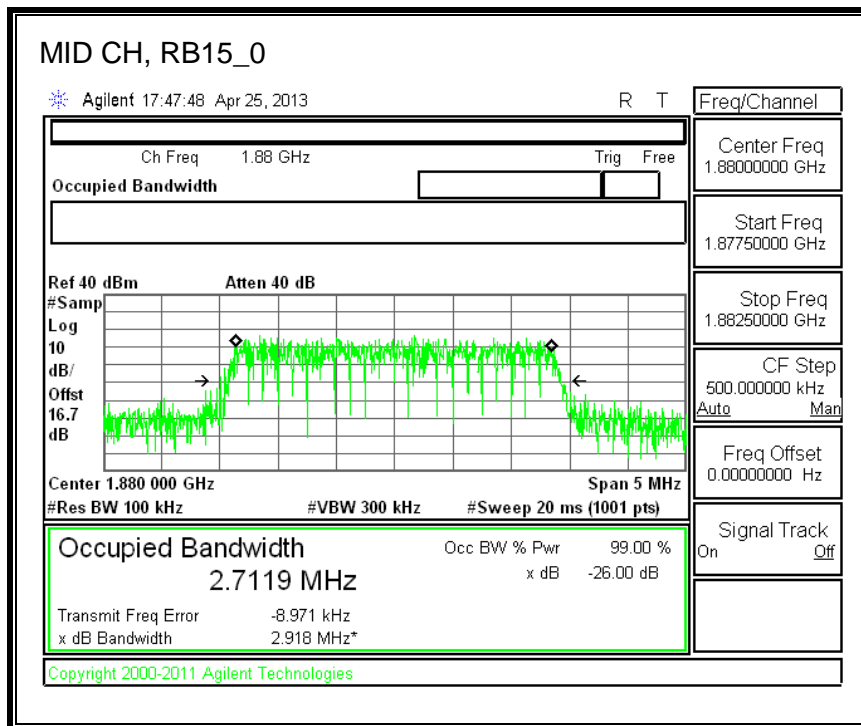 MID CH, RB15_0
Agilent 17:47:48 Apr 25, 2013 R T
Freq/Channel
Ch Freq 1.88 GHz Trig Free
Occupied Bandwidth
Center Freq
1.88000000 GHz
Start Freq
1.87750000 GHz
Stop Freq
1.88250000 GHz
CF Step
500.000000 kHz
Auto Man
Freq Offset
0.00000000 Hz
Signal Track
On Off
Ref 40 dBm Atten 40 dB
#Samp
Log
10
dB/
Offst
16.7
dB
Center 1.880 000 GHz Span 5 MHz
#Res BW 100 kHz #VBW 300 kHz #Sweep 20 ms (1001 pts)
Occupied Bandwidth Occ BW % Pwr 99.00 %
2.7119 MHz x dB -26.00 dB
Transmit Freq Error -8.971 kHz
x dB Bandwidth 2.918 MHz*
Copyright 2000-2011 Agilent Technologies